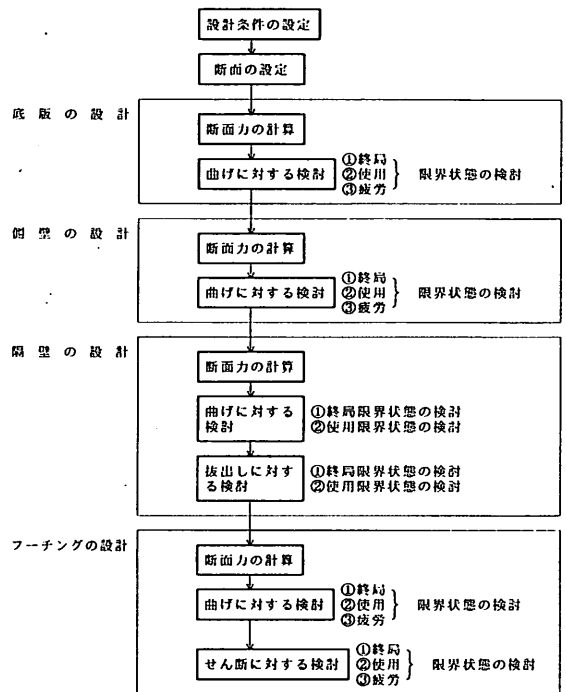 設計条件の設定
断面の設定
底版の設計
断面力の計算
曲げに対する検討
①終局
②使用
③疲労
限界状態の検討
側壁の設計
断面力の計算
曲げに対する検討
①終局
②使用
③疲労
限界状態の検討
隔壁の設計
断面力の計算
曲げに対する
検討
①終局限界状態の検討
②使用限界状態の検討
抜出しに対す
る検討
①終局限界状態の検討
②使用限界状態の検討
フーチングの設計
断面力の計算
曲げに対する検討
①終局
②使用
③疲労
限界状態の検討
せん断に対する検討
①終局
②使用
③疲労
限界状態の検討